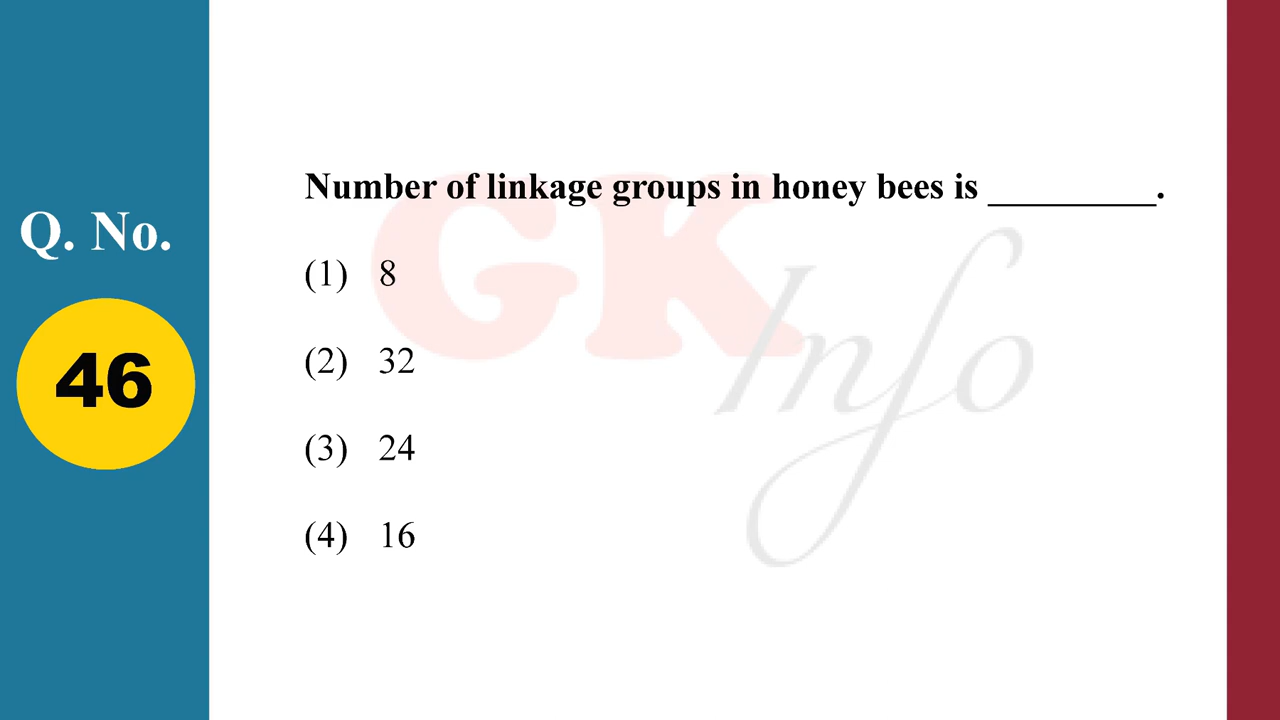 Q. No.
46
Number of linkage groups in honey bees is _________.
(1) 8
(2) 32
(3) 24
(4) 16
GK
Info